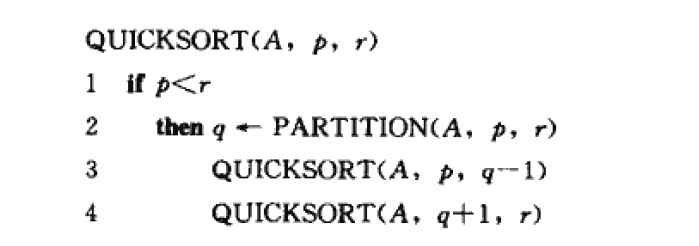 QUICKSORT(A, p, r)
1 if p<r
2 then q ← PARTITION(A, p, r)
3 QUICKSORT(A, p, q−1)
4 QUICKSORT(A, q+1, r)